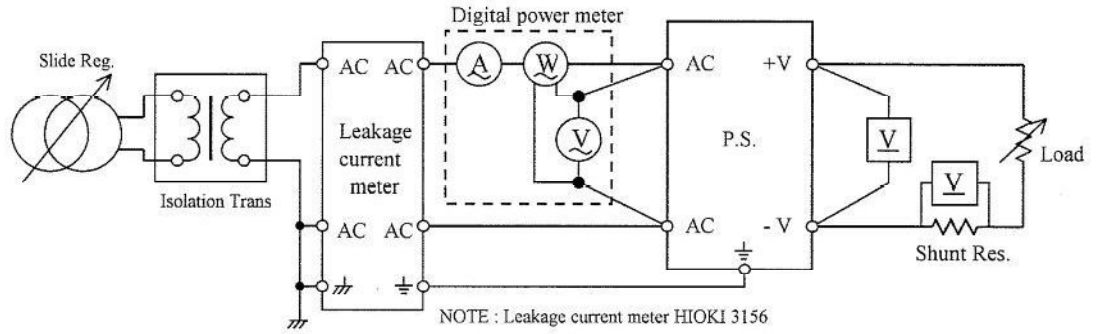 Digital power meter
Slide Reg.
AC AC
A
W
AC
+V
Leakage
current
meter
V
P.S.
V
Load
Isolation Trans
V
AC AC
AC
- V
Shunt Res.
NOTE : Leakage current meter HIOKI 3156